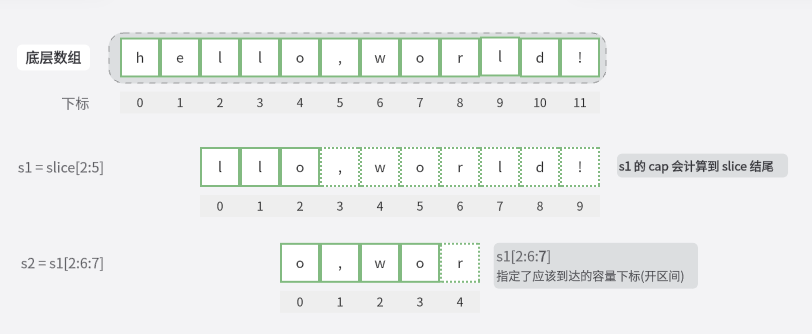 底层数组 h e l l o , w o r l d !
下标 0 1 2 3 4 5 6 7 8 9 10 11
s1 = slice[2:5] l l o , w o r l d ! s1 的 cap 会计算到 slice 结尾
0 1 2 3 4 5 6 7 8 9
s2 = s1[2:6:7] o , w o r s1[2:6:7]
指定了应该到达的容量下标(开区间)
0 1 2 3 4